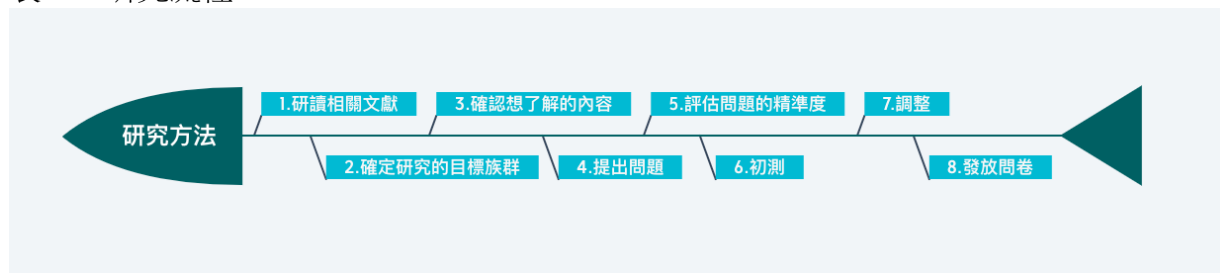 研究方法
1.研讀相關文獻
2.確定研究的目標族群
3.確認想了解的內容
4.提出問題
5.評估問題的精準度
6.初測
7.調整
8.發放問卷